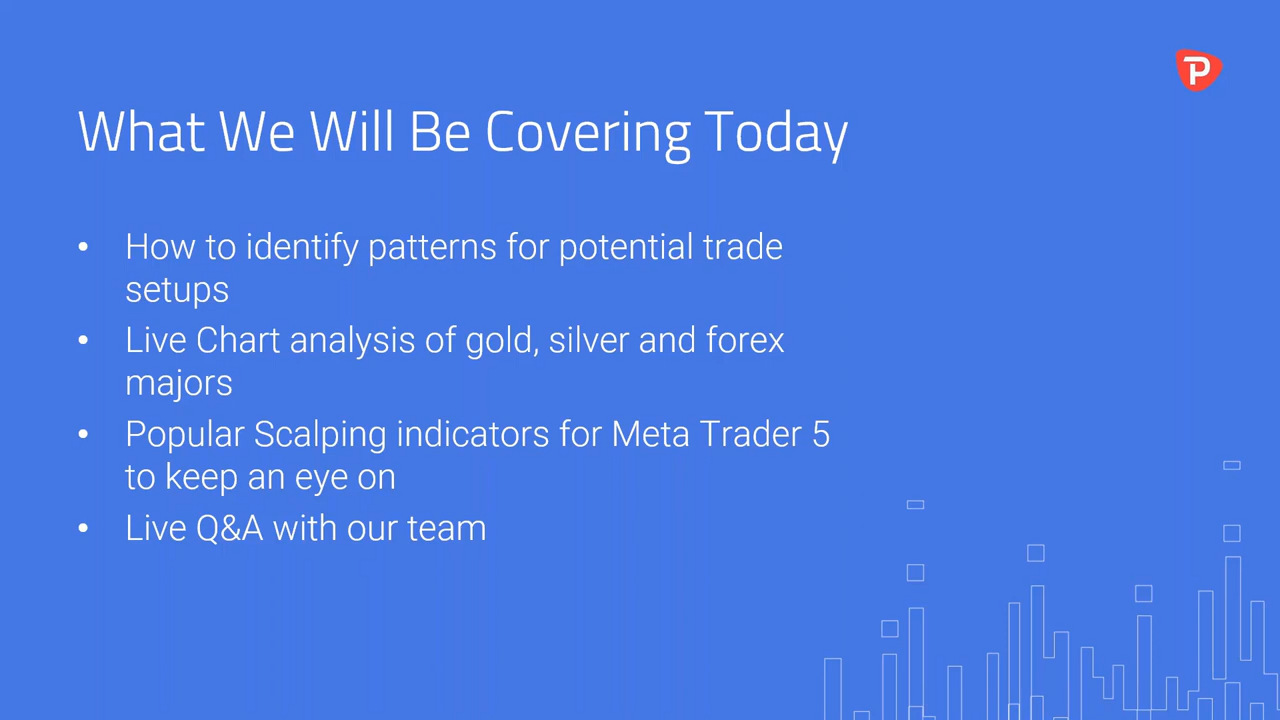 P
What We Will Be Covering Today
• How to identify patterns for potential trade
setups
• Live Chart analysis of gold, silver and forex
majors
• Popular Scalping indicators for Meta Trader 5
to keep an eye on
• Live Q&A with our team